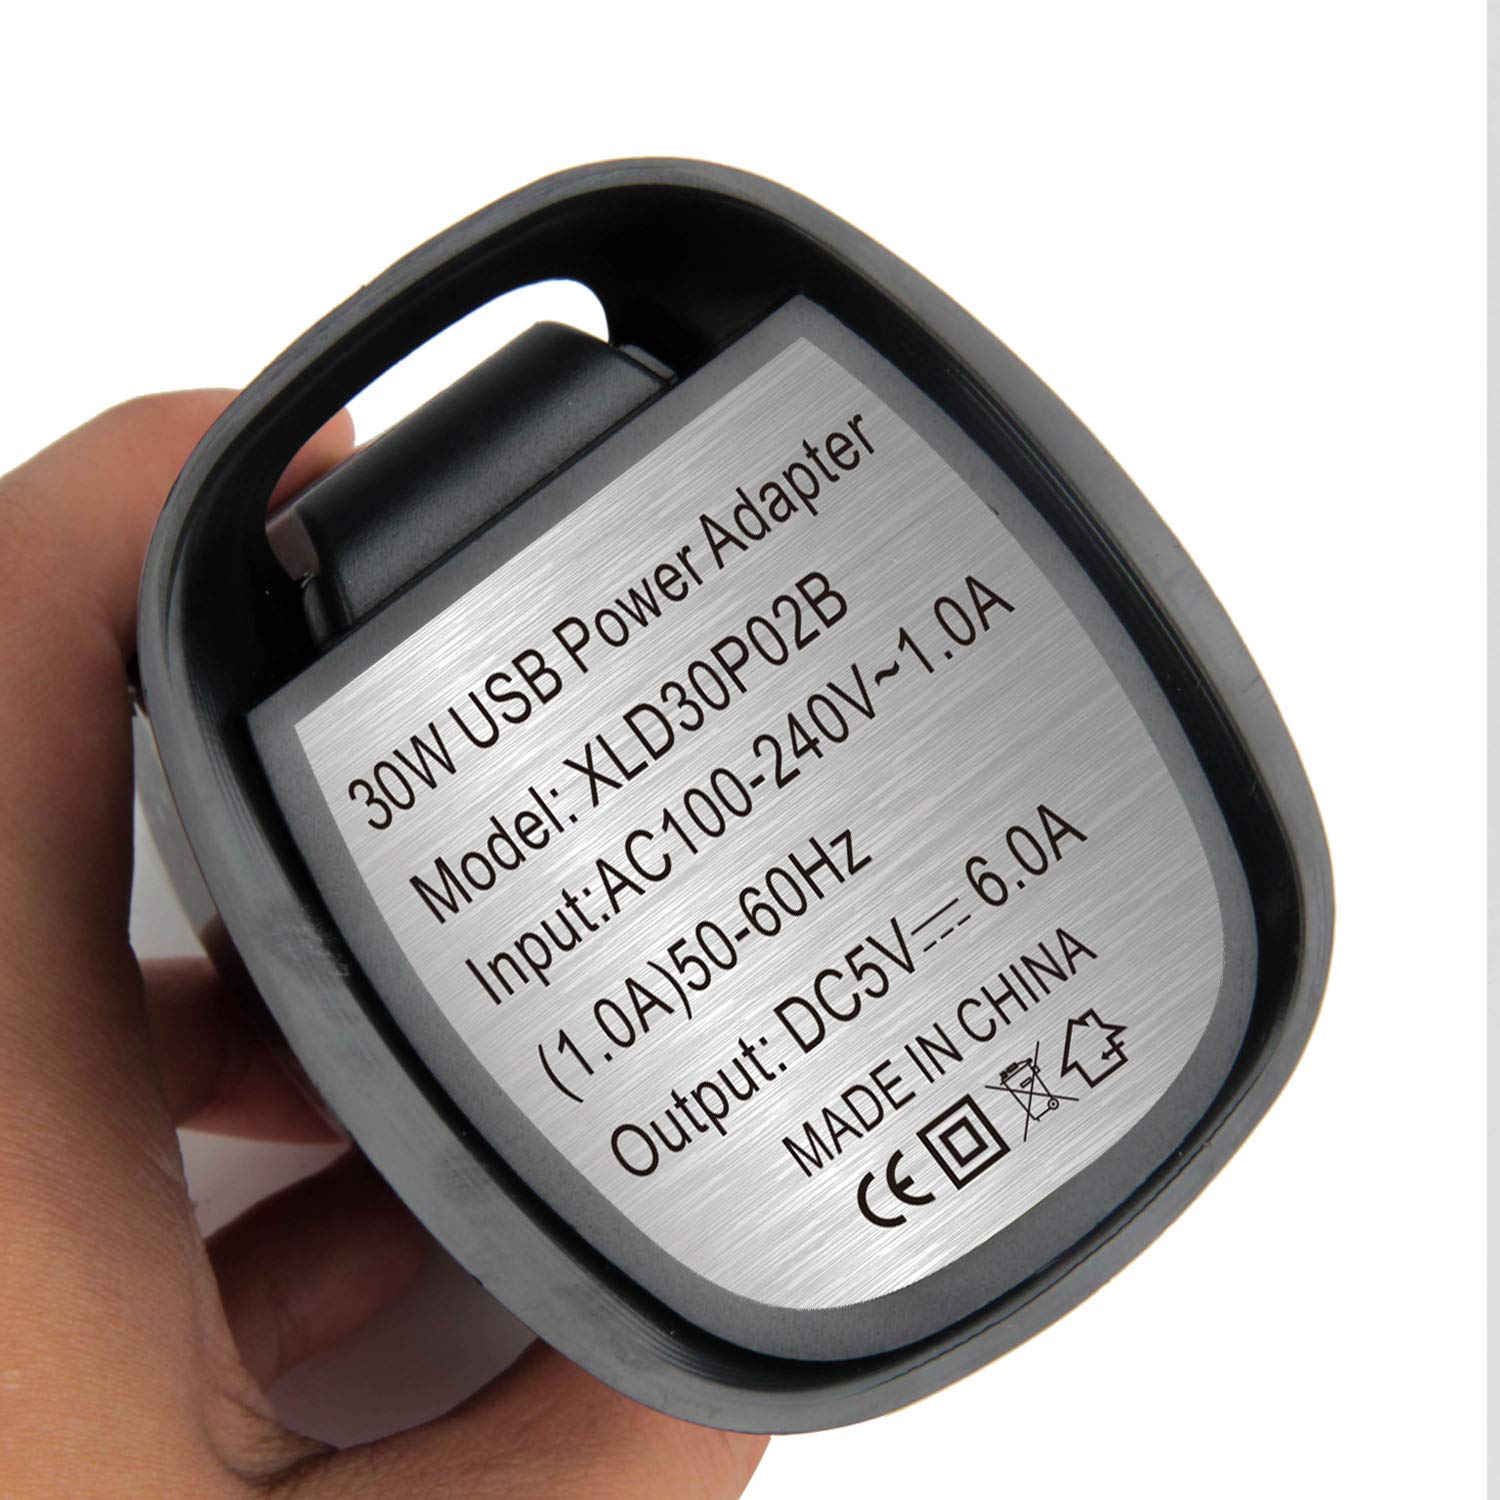 30W USB Power Adapter
Model: XLD30P02B
Input:AC100-240V~1.0A
(1.0A)50-60Hz
Output: DC5V⎓ 6.0A
MADE IN CHINA
CE